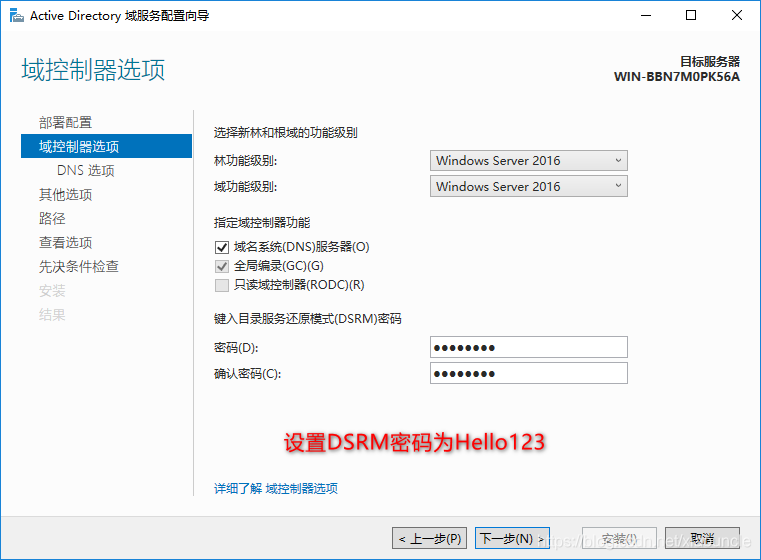 Active Directory 域服务配置向导
域控制器选项
目标服务器
WIN-BBN7M0PK56A
部署配置
域控制器选项
DNS 选项
其他选项
路径
查看选项
先决条件检查
安装
结果
选择新林和根域的功能级别
林功能级别: Windows Server 2016
域功能级别: Windows Server 2016
指定域控制器功能
域名系统(DNS)服务器(O)
全局编录(GC)(G)
只读域控制器(RODC)(R)
键入目录服务还原模式(DSRM)密码
密码(D): ●●●●●●●●
确认密码(C): ●●●●●●●●
设置DSRM密码为Hello123
详细了解 域控制器选项
< 上一步(P) 下一步(N) > 安装(I) 取消